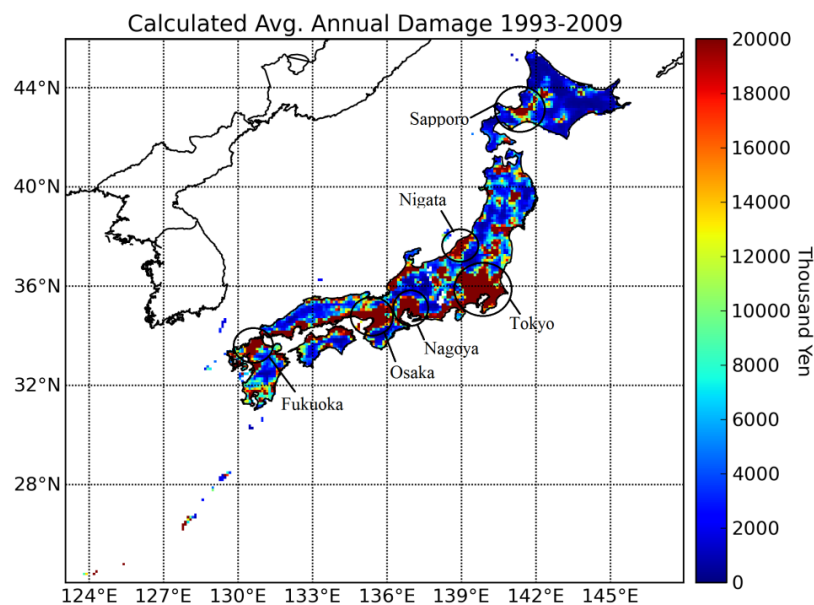 Calculated Avg. Annual Damage 1993-2009
44°N
40°N
36°N
32°N
28°N
Sapporo
Nigata
Tokyo
Nagoya
Osaka
Fukuoka
124°E 127°E 130°E 133°E 136°E 139°E 142°E 145°E
20000
18000
16000
14000
12000
10000
8000
6000
4000
2000
0
Thousand Yen